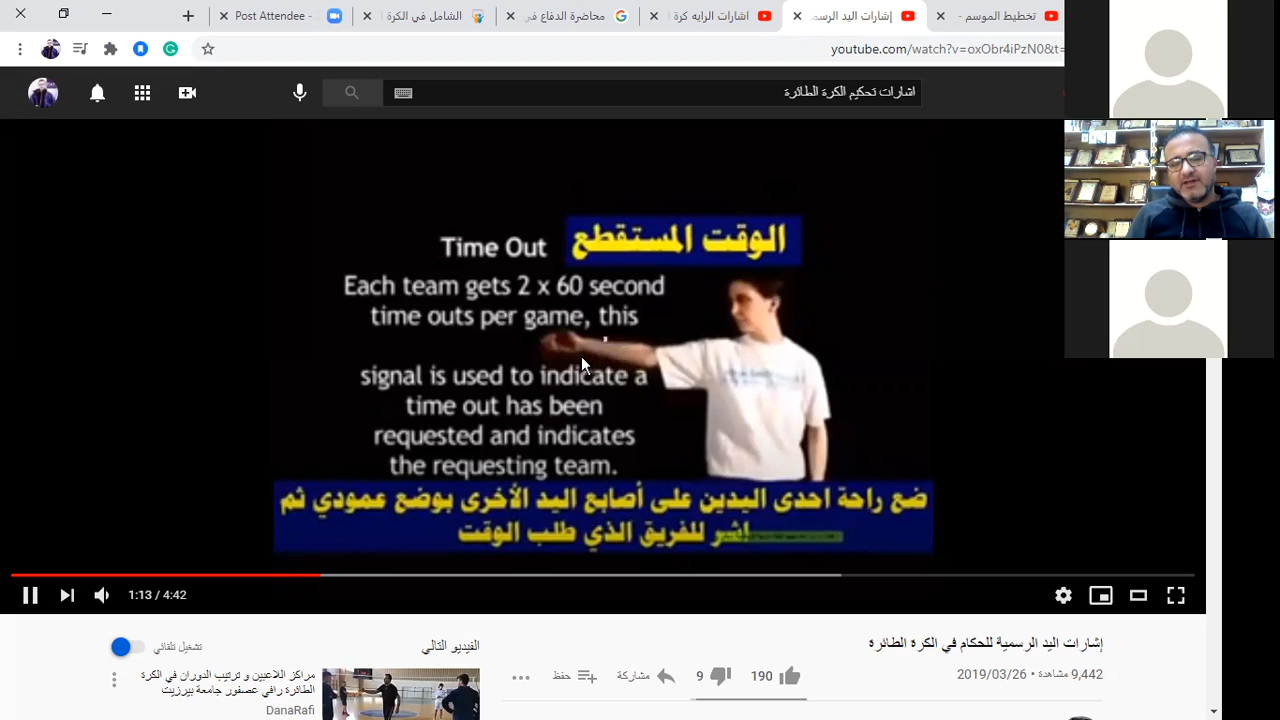 Post Attendee - Z
الشامل في الكرة ا
محاضرة الدفاع في
اشارات الرايه كرة ا
إشارات اليد الرسم
تخطيط الموسم -
youtube.com/watch?v=oxObr4iPzN0&t=
اشارات تحكيم الكرة الطائرة
Time Out
الوقت المستقطع
Each team gets 2 x 60 second
time outs per game, this
signal is used to indicate a
time out has been
requested and indicates
the requesting team.
ضع راحة احدى اليدين على أصابع اليد الأخرى بوضع عمودي ثم
اشر للفريق الذي طلب الوقت
1:13 / 4:42
إشارات اليد الرسمية للحكام في الكرة الطائرة
9,442 مشاهدة • 2019/03/26
190
9
مشاركة
حفظ
الفيديو التالي
تشغيل تلقائي
مراكز اللاعبين و ترتيب الدوران في الكرة
الطائرة رافي عصفور جامعة بيرزيت
DanaRafi